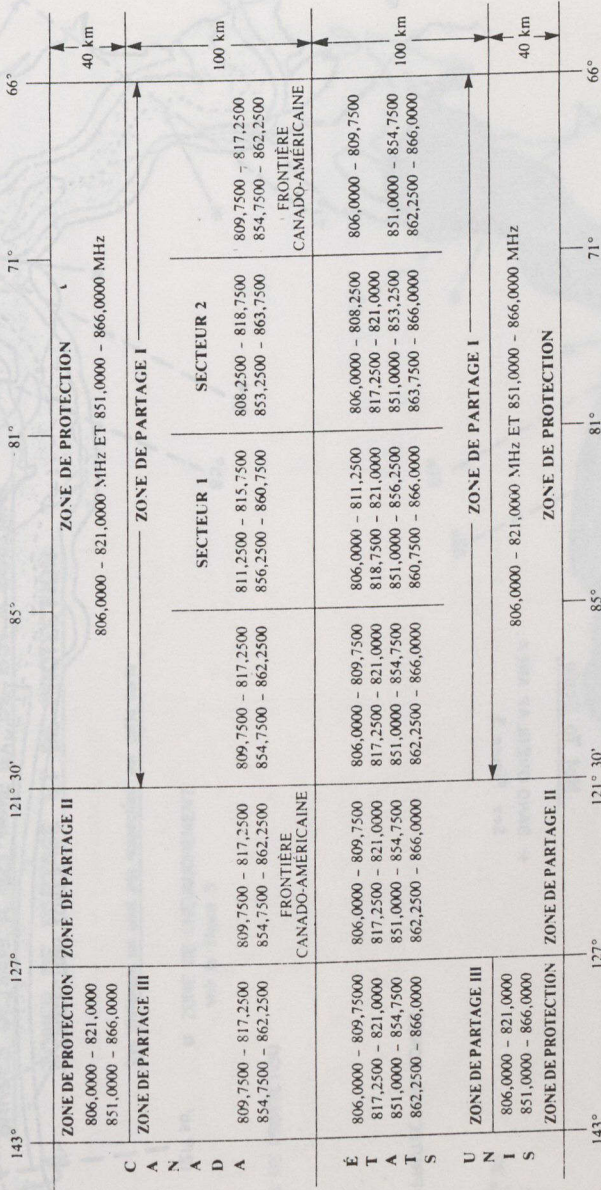 143° 127° 121° 30' 85° 81° 71° 66°
ZONE DE PROTECTION
806,0000 – 821,0000
851,0000 – 866,0000
ZONE DE PARTAGE II
ZONE DE PROTECTION
806,0000 – 821,0000 MHz ET 851,0000 – 866,0000 MHz
40 km
CANADA
ZONE DE PARTAGE III
809,7500 – 817,2500
854,7500 – 862,2500
809,7500 – 817,2500
854,7500 – 862,2500
FRONTIÈRE
CANADO-AMÉRICAINE
ZONE DE PARTAGE I
809,7500 – 817,2500
854,7500 – 862,2500
SECTEUR 1
811,2500 – 815,7500
856,2500 – 860,7500
SECTEUR 2
808,2500 – 818,7500
853,2500 – 863,7500
809,7500 – 817,2500
854,7500 – 862,2500
FRONTIÈRE
CANADO-AMÉRICAINE
100 km
ÉTATS UNIS
806,0000 – 809,75000
817,2500 – 821,0000
851,0000 – 854,7500
862,2500 – 866,0000
806,0000 – 809,7500
817,2500 – 821,0000
851,0000 – 854,7500
862,2500 – 866,0000
806,0000 – 809,7500
817,2500 – 821,0000
851,0000 – 854,7500
862,2500 – 866,0000
806,0000 – 811,2500
818,7500 – 821,0000
851,0000 – 856,2500
860,7500 – 866,0000
806,0000 – 808,2500
817,2500 – 821,0000
851,0000 – 853,2500
863,7500 – 866,0000
806,0000 – 809,7500
851,0000 – 854,7500
862,2500 – 866,0000
100 km
ZONE DE PARTAGE III
ZONE DE PARTAGE I
806,0000 – 821,0000
851,0000 – 866,0000
ZONE DE PROTECTION
ZONE DE PARTAGE II
806,0000 – 821,0000 MHz ET 851,0000 – 866,0000 MHz
ZONE DE PROTECTION
40 km
143° 127° 121° 30' 85° 81° 71° 66°